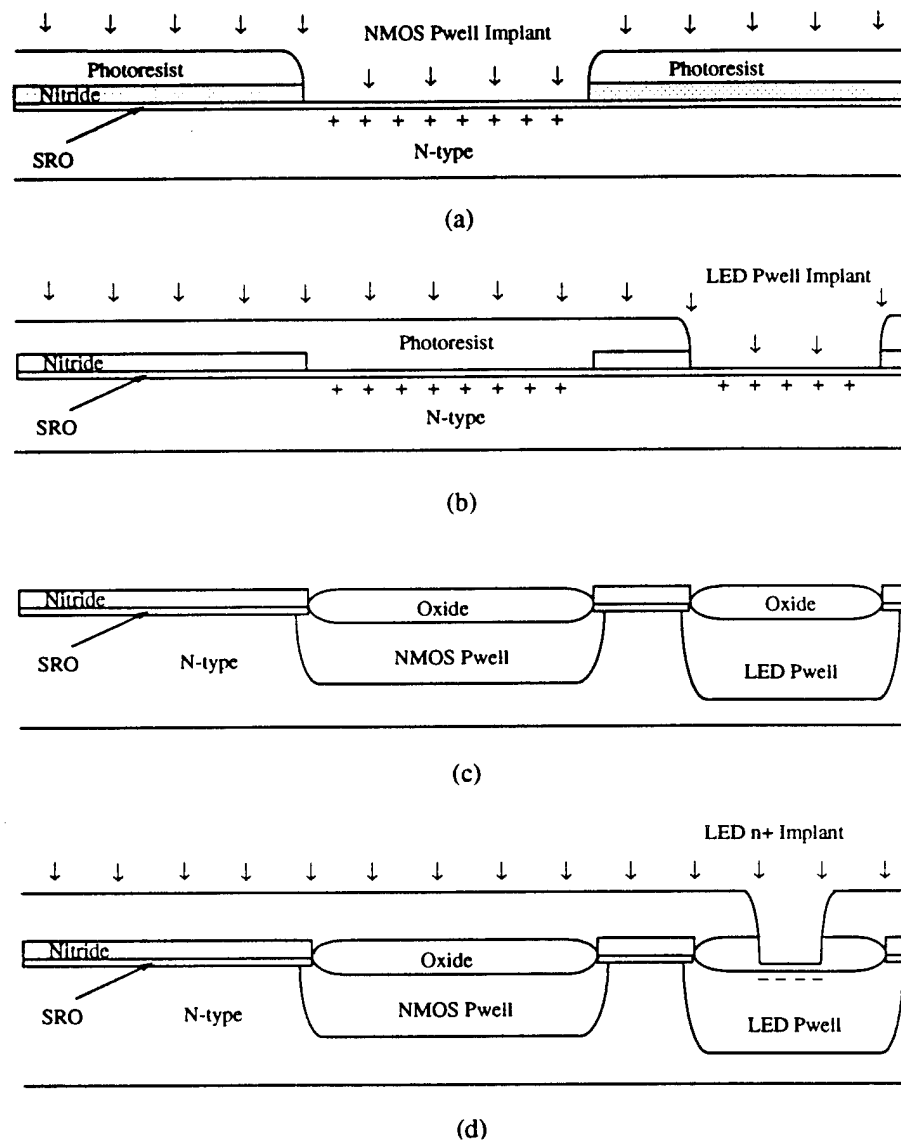 NMOS Pwell Implant
Photoresist
Photoresist
Nitride
+ + + + + + + +
SRO
N-type
(a)
LED Pwell Implant
Photoresist
Nitride
+ + + + + + + +
+ + + + +
SRO
N-type
(b)
Nitride
Oxide
Oxide
SRO
N-type
NMOS Pwell
LED Pwell
(c)
LED n+ Implant
Nitride
Oxide
SRO
N-type
NMOS Pwell
LED Pwell
(d)